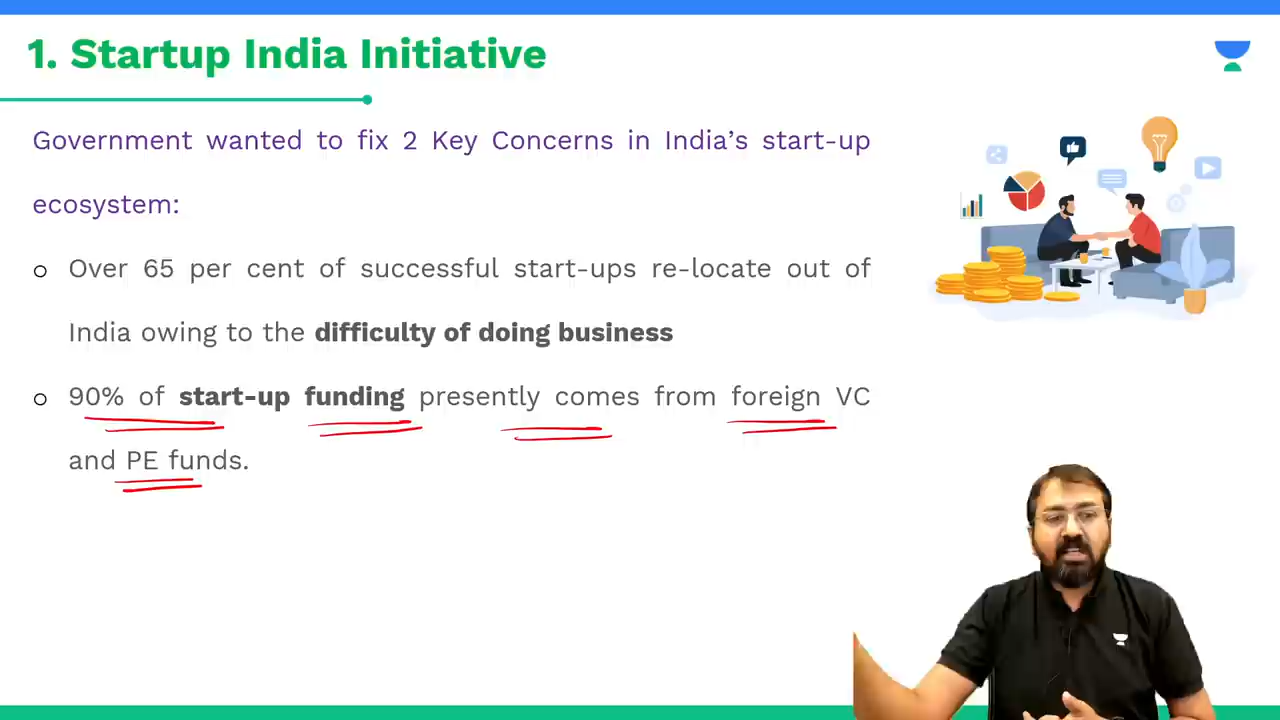 1. Startup India Initiative
Government wanted to fix 2 Key Concerns in India’s start-up
ecosystem:
o Over 65 per cent of successful start-ups re-locate out of
India owing to the difficulty of doing business
o 90% of start-up funding presently comes from foreign VC
and PE funds.